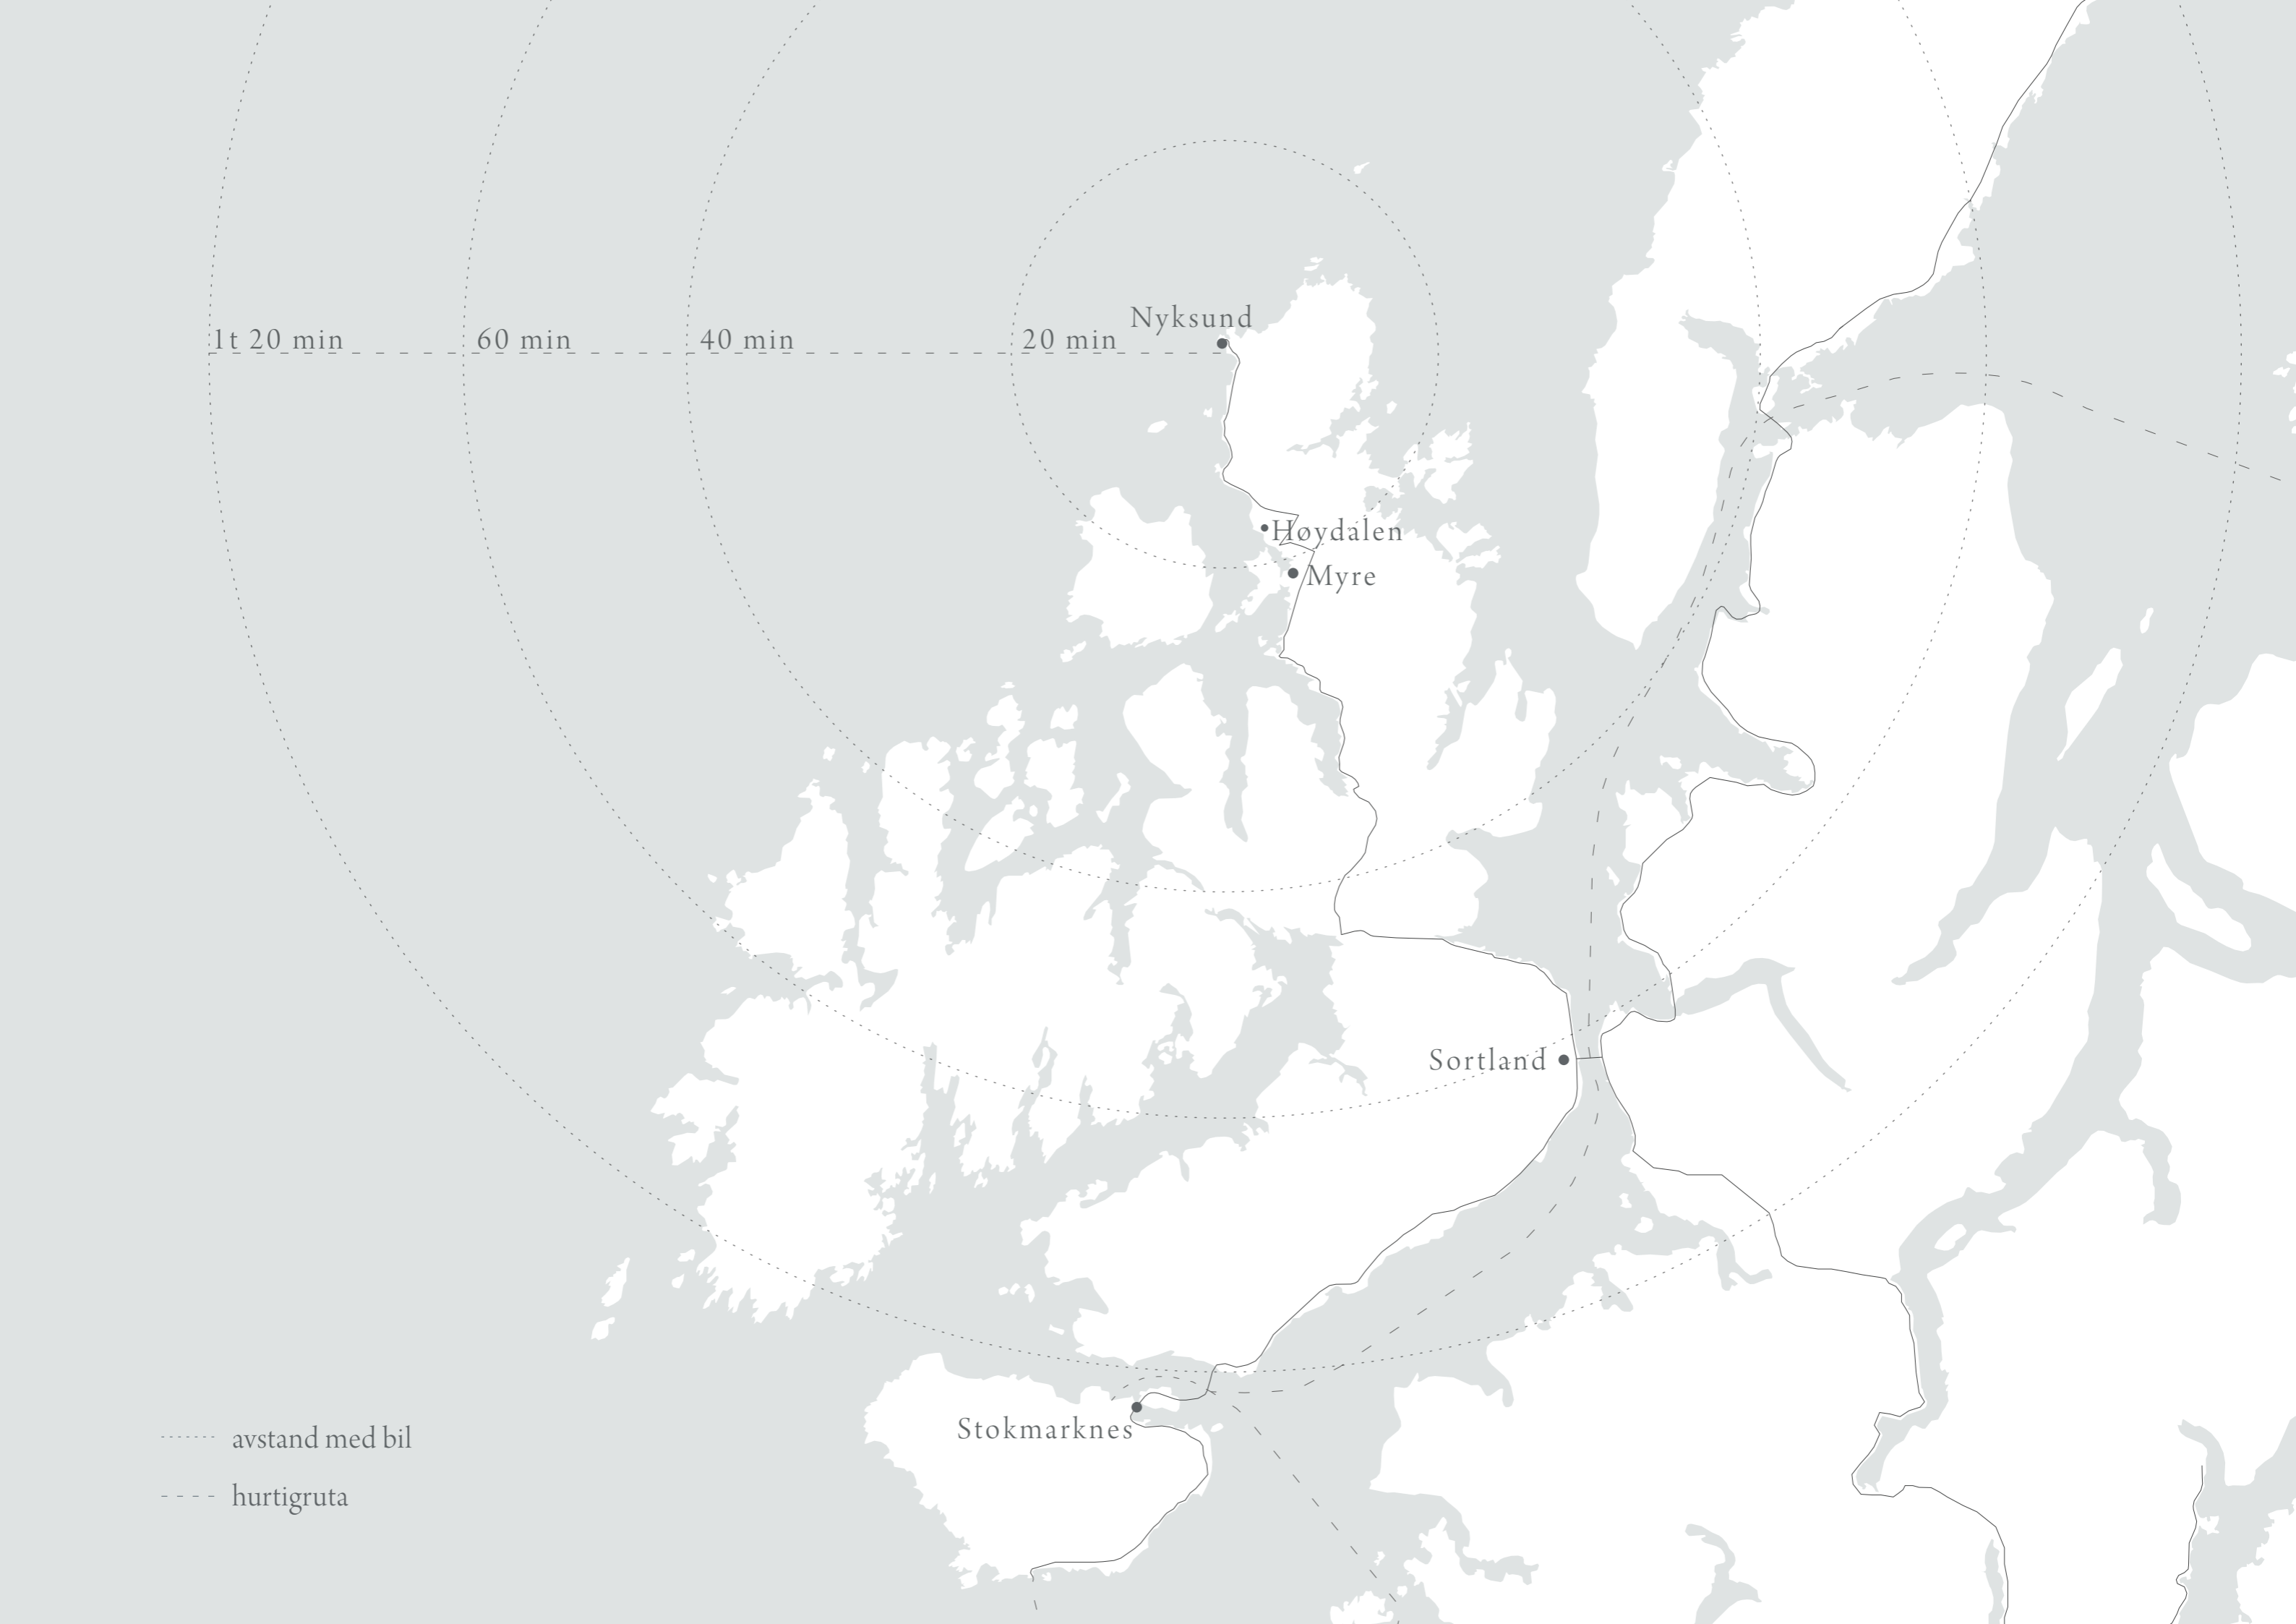 Nyksund
1t 20 min
60 min
40 min
20 min
Høydalen
Myre
Sortland
Stokmarknes
avstand med bil
hurtigruta